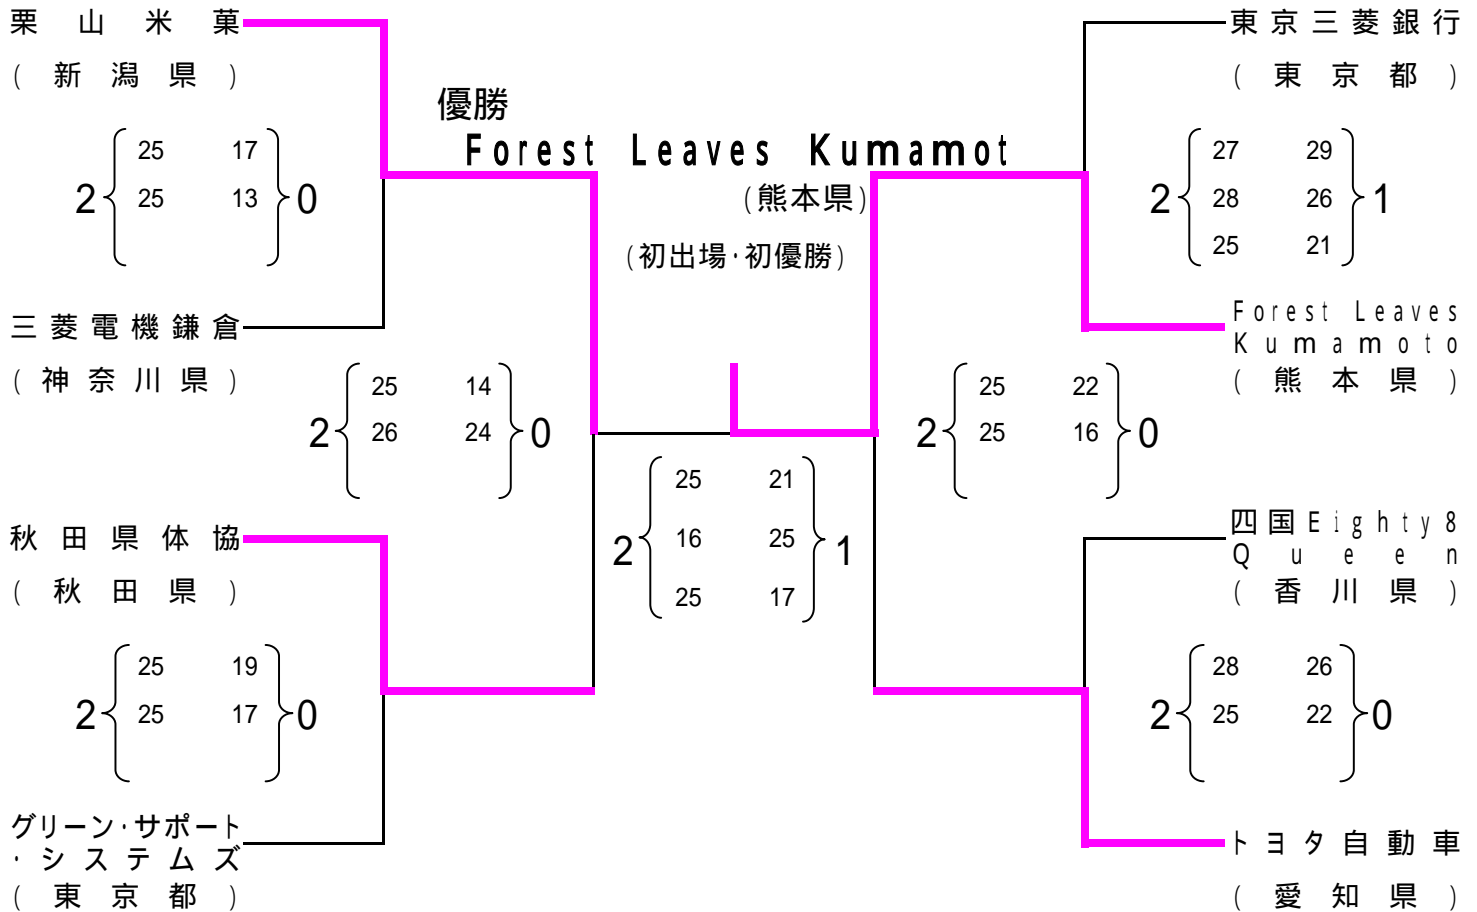 栗山米菓
(新潟県)
25 17
2 25 13 0
三菱電機鎌倉
(神奈川県)
25 14
2 26 24 0
秋田県体協
(秋田県)
25 19
2 25 17 0
グリーン・サポート
・システムズ
(東京都)
優勝
Forest Leaves Kumamot
(熊本県)
(初出場・初優勝)
25 21
2 16 25 1
25 17
東京三菱銀行
(東京都)
27 29
2 28 26 1
25 21
Forest Leaves
Kumamoto
(熊本県)
25 22
2 25 16 0
四国Eighty8
Queen
(香川県)
28 26
2 25 22 0
トヨタ自動車
(愛知県)